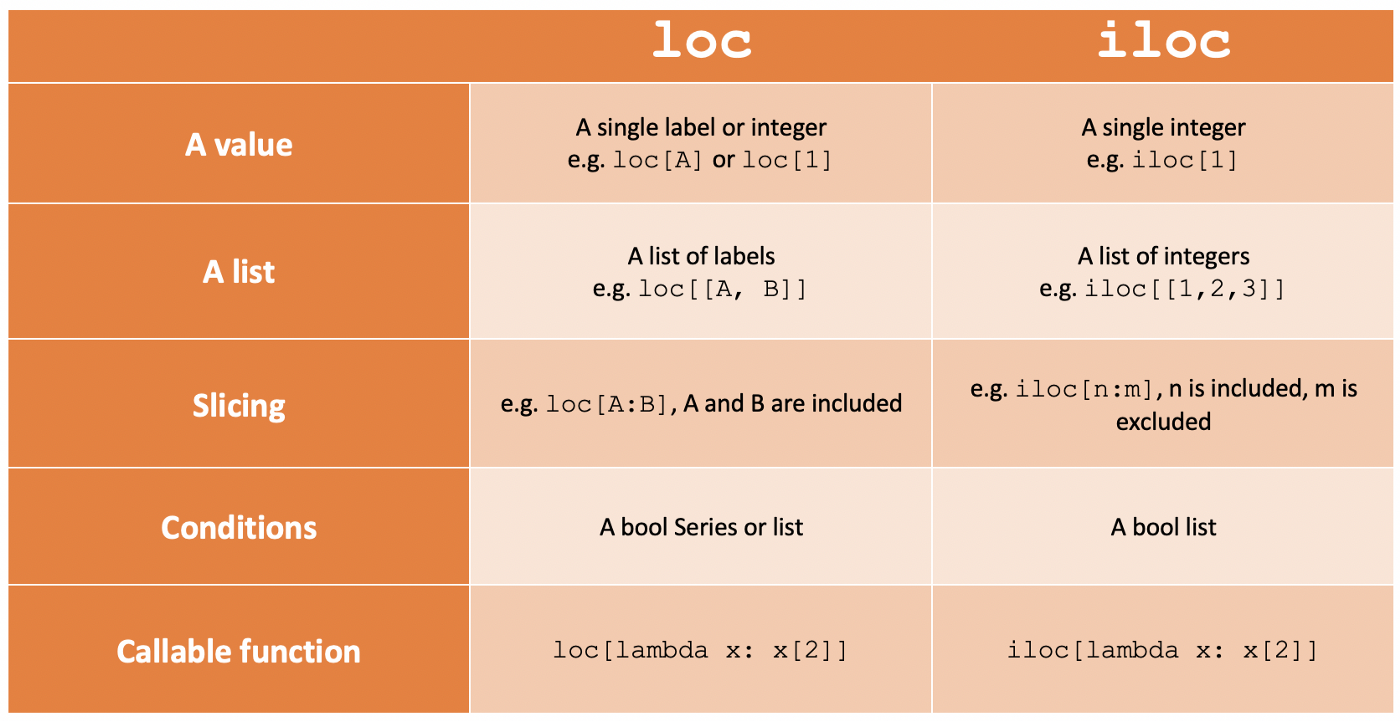 loc
iloc
A value
A single label or integer
e.g. loc[A] or loc[1]
A single integer
e.g. iloc[1]
A list
A list of labels
e.g. loc[[A, B]]
A list of integers
e.g. iloc[[1,2,3]]
Slicing
e.g. loc[A:B], A and B are included
e.g. iloc[n:m], n is included, m is
excluded
Conditions
A bool Series or list
A bool list
Callable function
loc[lambda x: x[2]]
iloc[lambda x: x[2]]